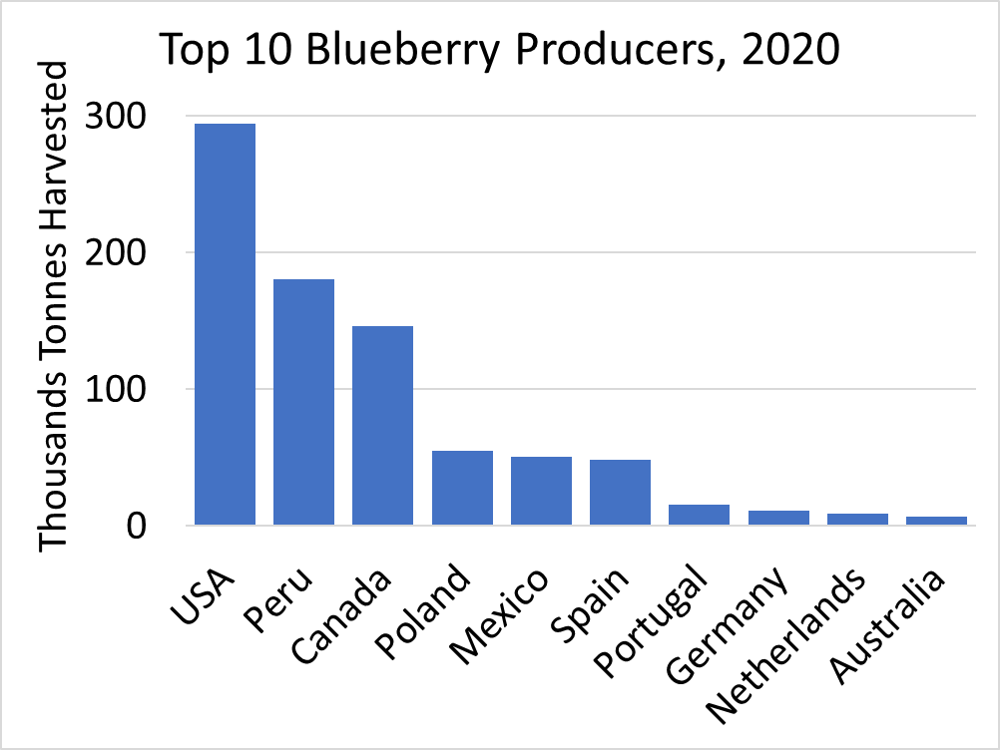 Top 10 Blueberry Producers, 2020
Thousands Tonnes Harvested
300
200
100
0
USA
Peru
Canada
Poland
Mexico
Spain
Portugal
Germany
Netherlands
Australia